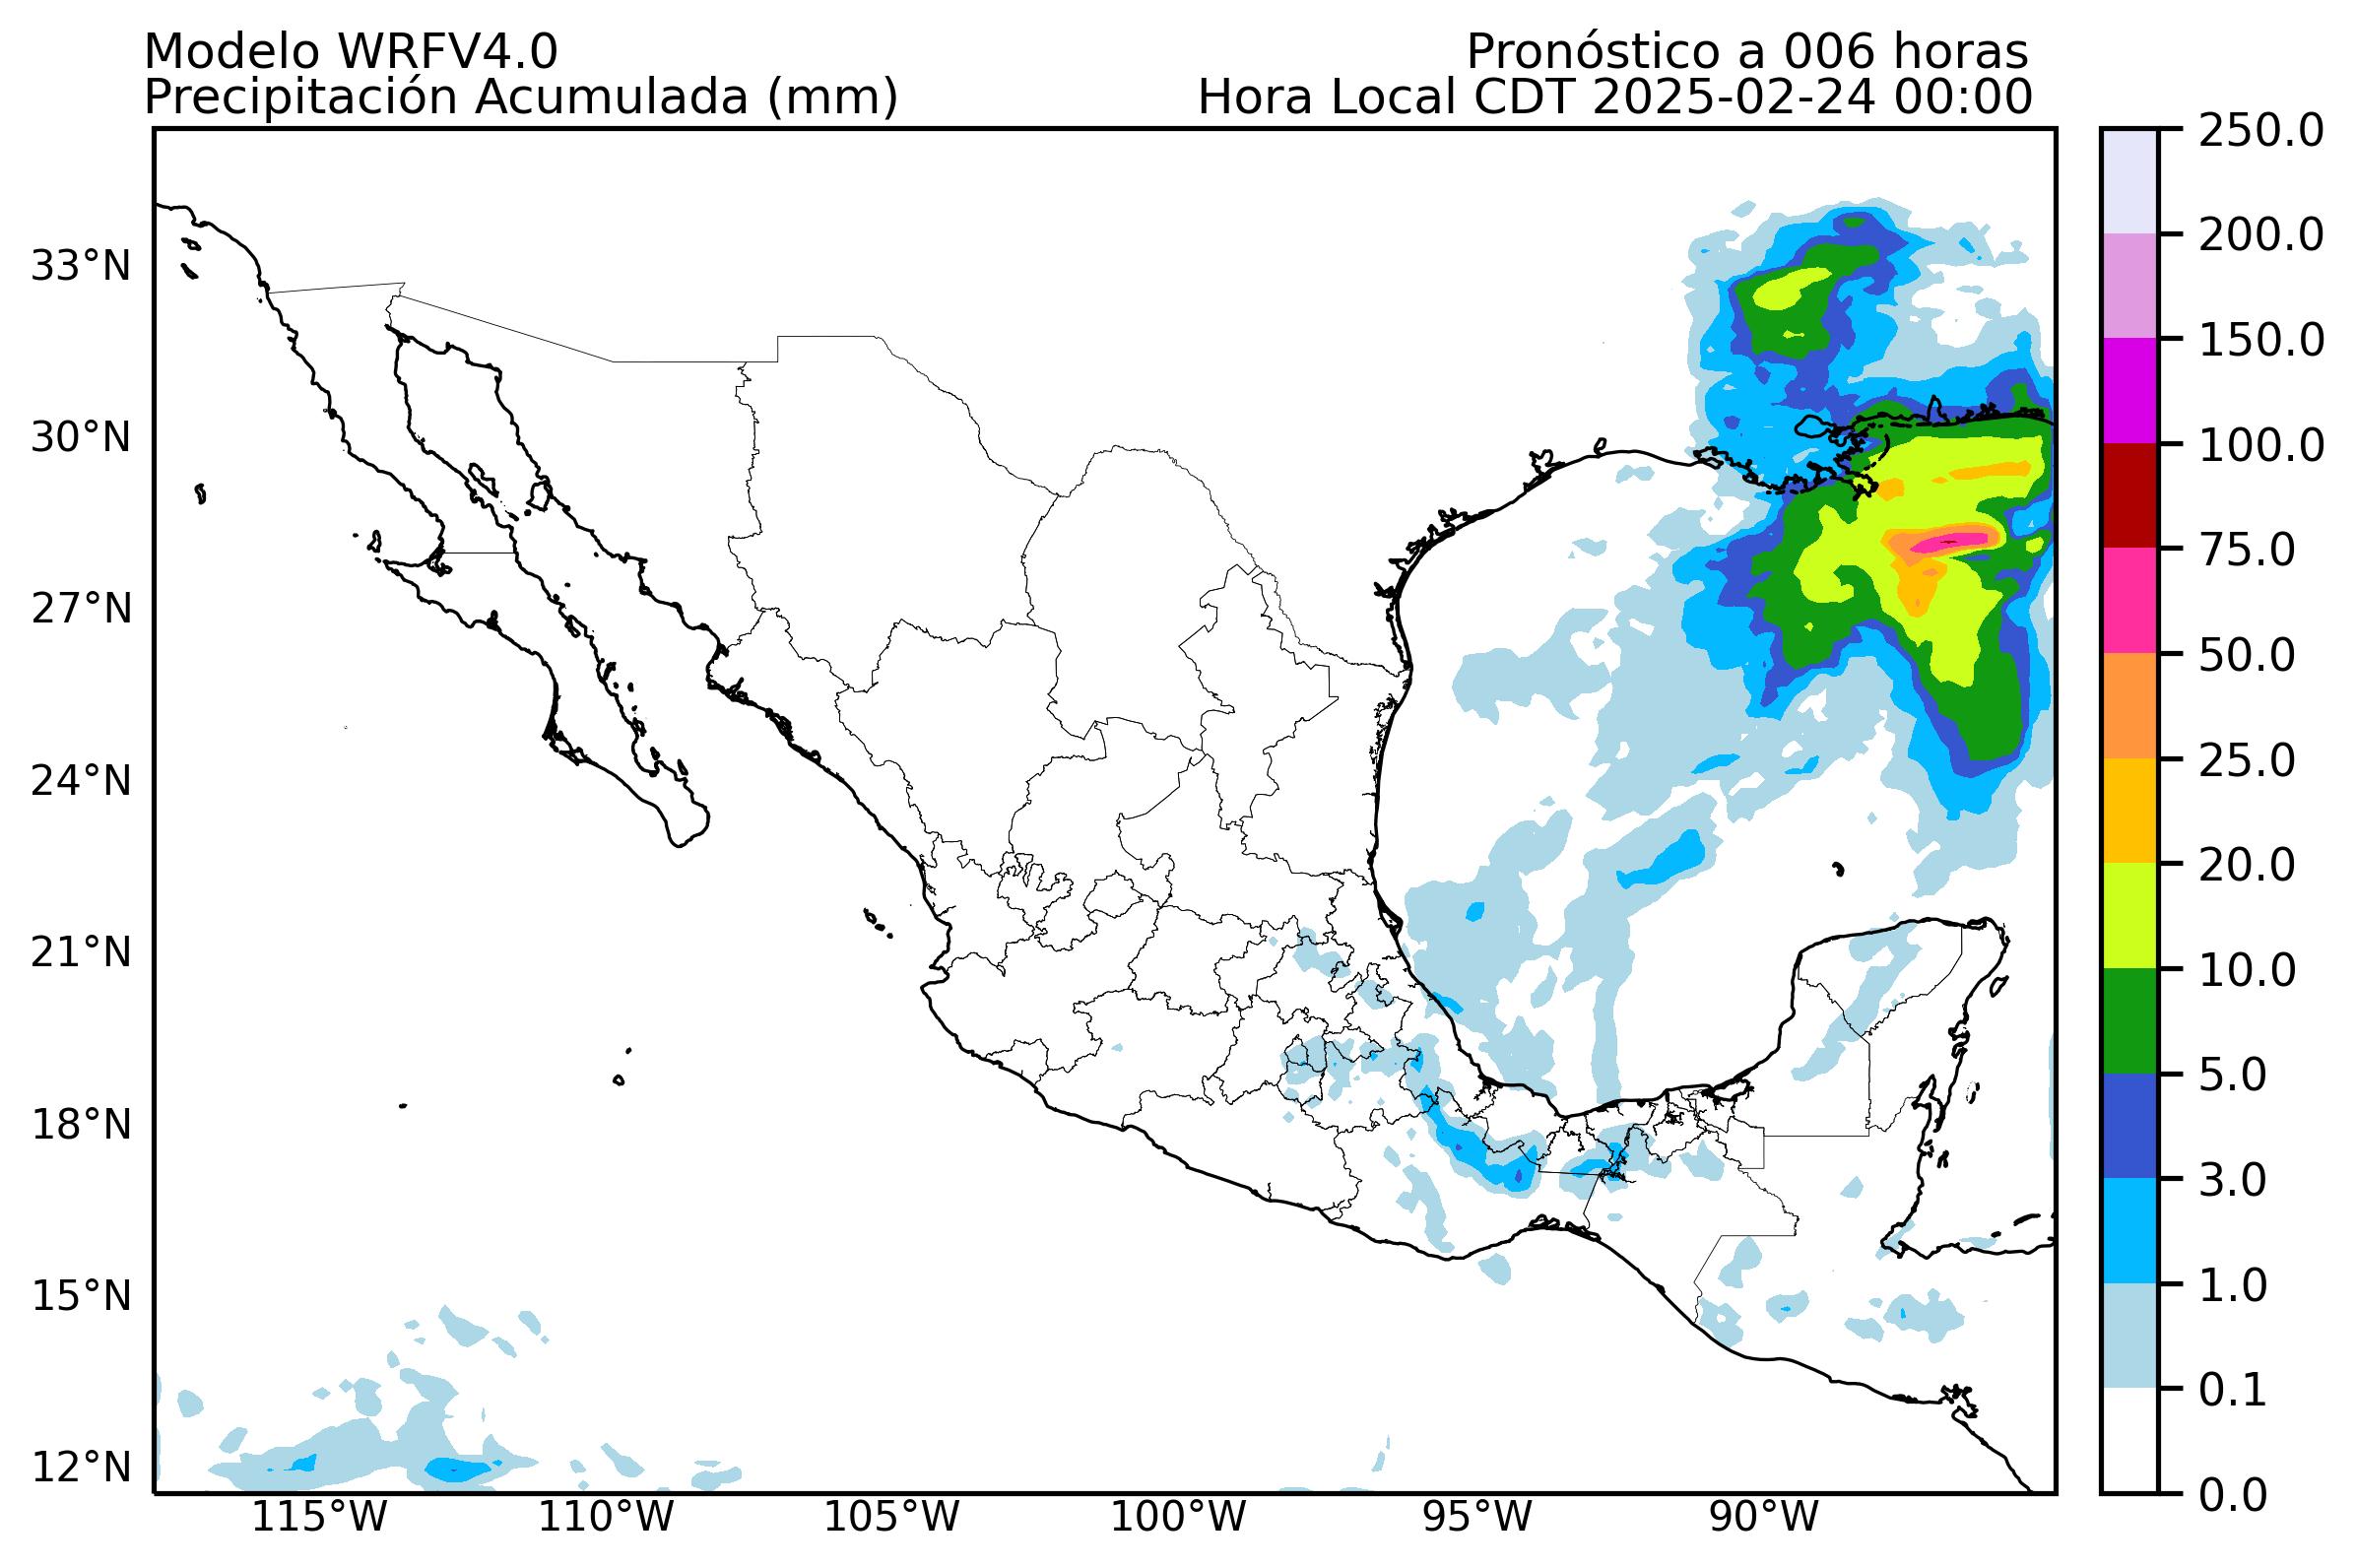 Modelo WRFV4.0
Pronóstico a 006 horas
Precipitación Acumulada (mm)
Hora Local CDT 2025-02-24 00:00
33°N
30°N
27°N
24°N
21°N
18°N
15°N
12°N
115°W
110°W
105°W
100°W
95°W
90°W
250.0
200.0
150.0
100.0
75.0
50.0
25.0
20.0
10.0
5.0
3.0
1.0
0.1
0.0